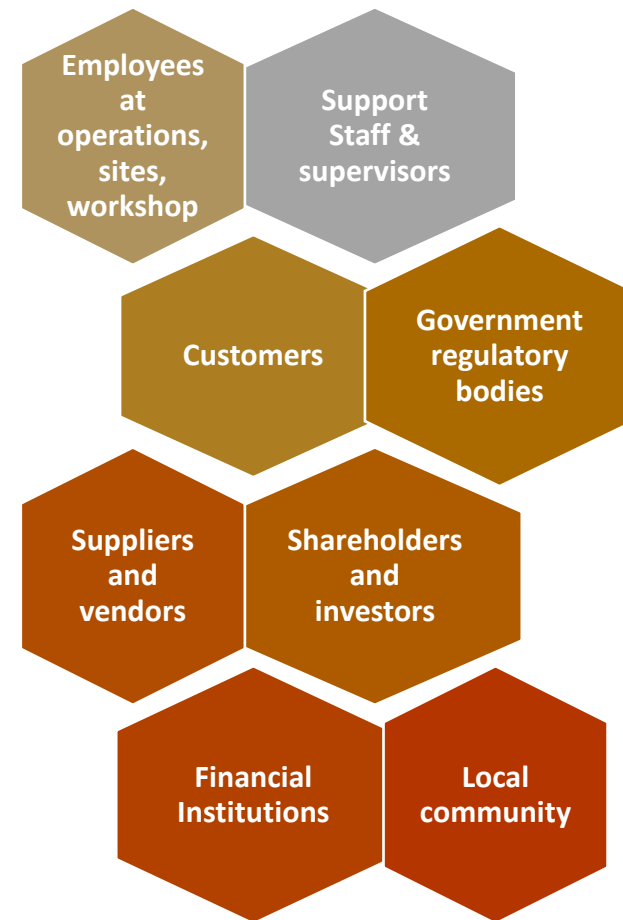 Employees
at
operations,
sites,
workshop
Support
Staff &
supervisors
Customers
Government
regulatory
bodies
Suppliers
and
vendors
Shareholders
and
investors
Financial
Institutions
Local
community